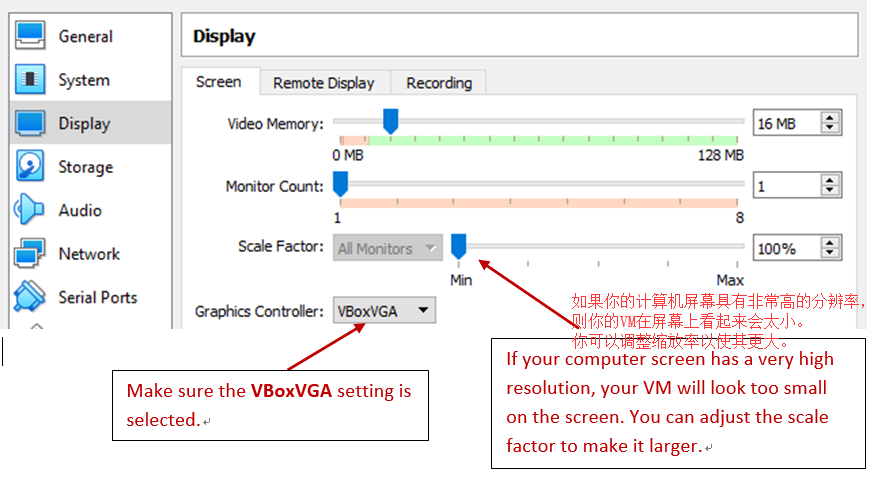 General
System
Display
Storage
Audio
Network
Serial Ports
Display
Screen
Remote Display
Recording
Video Memory:
16 MB
0 MB
128 MB
Monitor Count:
1
1
8
Scale Factor:
All Monitors
100%
Min
Max
Graphics Controller:
VBoxVGA
如果你的计算机屏幕具有非常高的分辨率，
则你的VM在屏幕上看起来会太小。
你可以调整缩放率以使其更大。
Make sure the VBoxVGA setting is
selected.↵
If your computer screen has a very high
resolution, your VM will look too small
on the screen. You can adjust the scale
factor to make it larger.↵